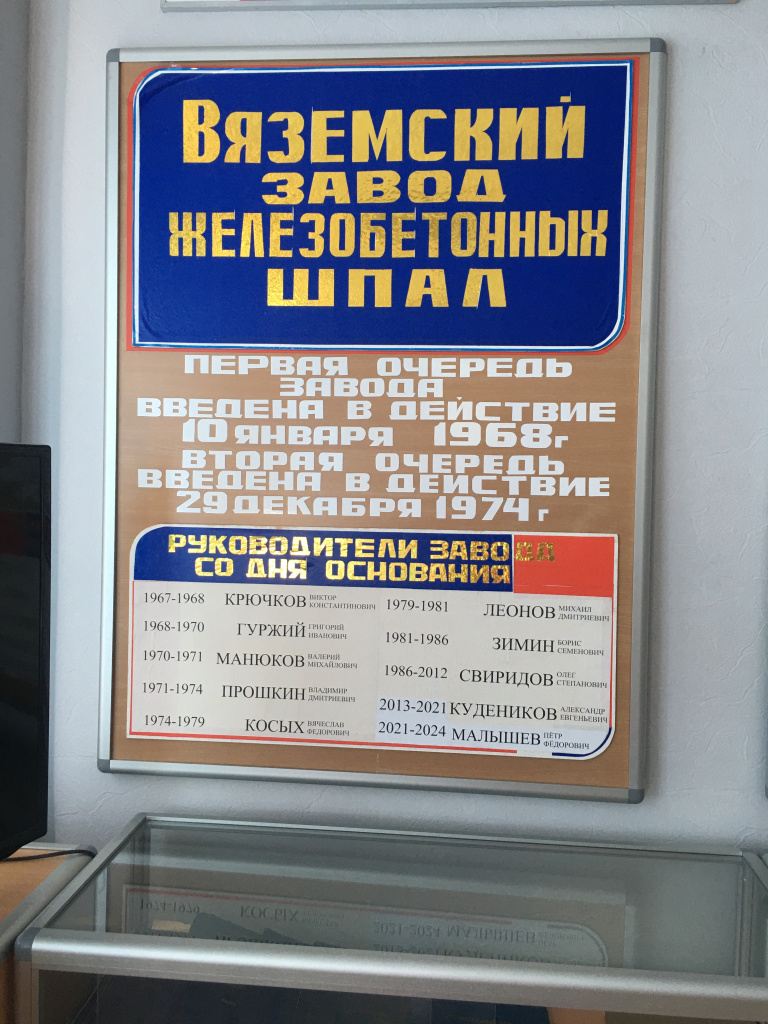 ВЯЗЕМСКИЙ
ЗАВОД
ЖЕЛЕЗОБЕТОННЫХ
ШПАЛ
ПЕРВАЯ ОЧЕРЕДЬ
ЗАВОДА
ВВЕДЕНА В ДЕЙСТВИЕ
10 ЯНВАРЯ 1968 г
ВТОРАЯ ОЧЕРЕДЬ
ВВЕДЕНА В ДЕЙСТВИЕ
29 ДЕКАБРЯ 1974 г
РУКОВОДИТЕЛИ ЗАВОДА
СО ДНЯ ОСНОВАНИЯ
1967-1968 КРЮЧКОВ ВИКТОР КОНСТАНТИНОВИЧ
1968-1970 ГУРЖИЙ ГРИГОРИЙ ИВАНОВИЧ
1970-1971 МАНЮКОВ ВАЛЕРИЙ МИХАЙЛОВИЧ
1971-1974 ПРОШКИН ВЛАДИМИР ДМИТРИЕВИЧ
1974-1979 КОСЫХ ВЯЧЕСЛАВ ФЕДОРОВИЧ
1979-1981 ЛЕОНОВ МИХАИЛ ДМИТРИЕВИЧ
1981-1986 ЗИМИН БОРИС СЕМЕНОВИЧ
1986-2012 СВИРИДОВ ОЛЕГ СТЕПАНОВИЧ
2013-2021 КУДЕНИКОВ АЛЕКСАНДР ЕВГЕНЬЕВИЧ
2021-2024 МАЛЫШЕВ ПЁТР ФЁДОРОВИЧ